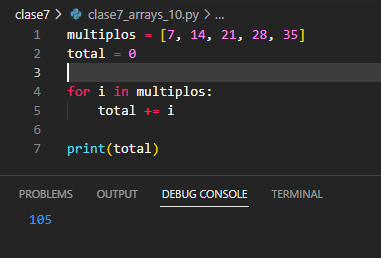 clase7 > clase7_arrays_10.py > ...
1 multiplos = [7, 14, 21, 28, 35]
2 total = 0
3
4 for i in multiplos:
5     total += i
6
7 print(total)
PROBLEMS OUTPUT DEBUG CONSOLE TERMINAL
105